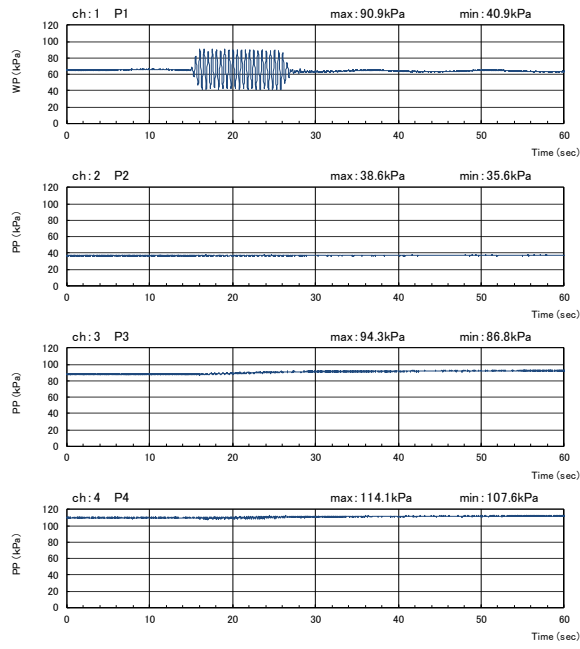 ch:1 P1 max:90.9kPa min:40.9kPa
120
100
80
60
40
20
0
WP (kPa)
0 10 20 30 40 50 60
Time (sec)
ch:2 P2 max:38.6kPa min:35.6kPa
120
100
80
60
40
20
0
PP (kPa)
0 10 20 30 40 50 60
Time (sec)
ch:3 P3 max:94.3kPa min:86.8kPa
120
100
80
60
40
20
0
PP (kPa)
0 10 20 30 40 50 60
Time (sec)
ch:4 P4 max:114.1kPa min:107.6kPa
120
100
80
60
40
20
0
PP (kPa)
0 10 20 30 40 50 60
Time (sec)